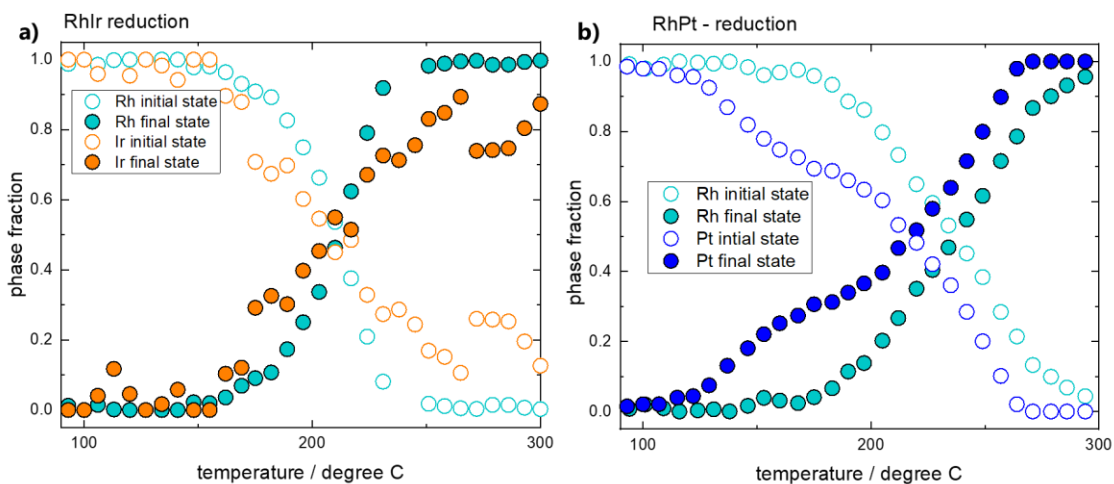 RhIr reduction
a)
1.0
0.8
0.6
0.4
0.2
0.0
phase fraction
Rh initial state
Rh final state
Ir initial state
Ir final state
100
200
300
temperature / degree C
RhPt - reduction
b)
1.0
0.8
0.6
0.4
0.2
0.0
phase fraction
Rh initial state
Rh final state
Pt intial state
Pt final state
100
200
300
temperature / degree C